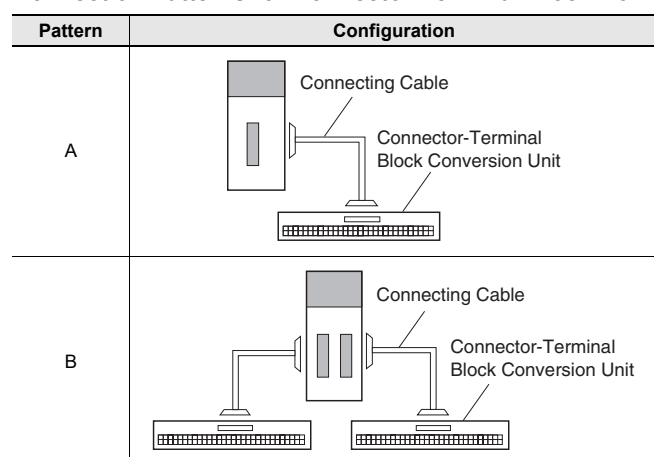 Pattern
Configuration
A
Connecting Cable
Connector-Terminal
Block Conversion Unit
B
Connecting Cable
Connector-Terminal
Block Conversion Unit